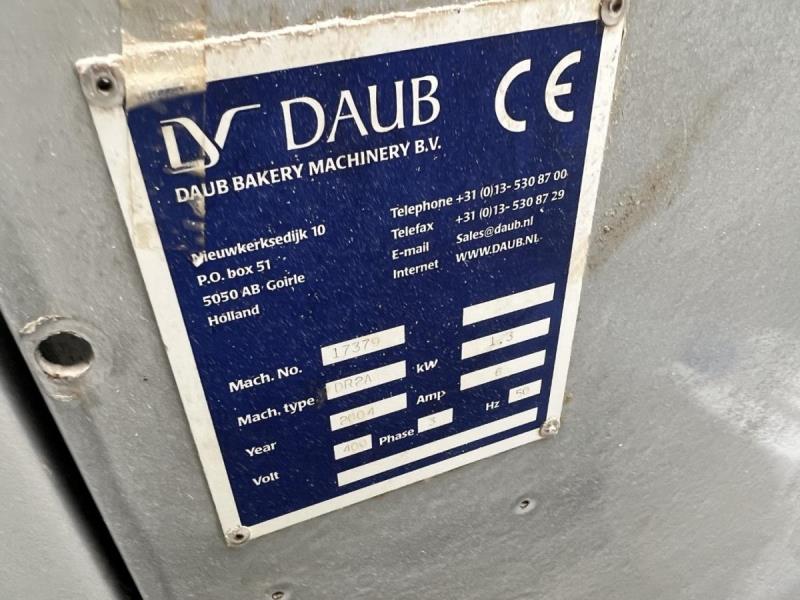 DAUB CE
DAUB BAKERY MACHINERY B.V.
Nieuwkerksedijk 10
P.O. box 51
5050 AB Goirle
Holland
Telephone +31 (0)13- 530 87 00
Telefax +31 (0)13- 530 87 29
E-mail Sales@daub.nl
Internet WWW.DAUB.NL
Mach. No. 17379
Mach. type DR2A kW 1.3
Year 2004 Amp 6
Volt 400 Phase 3 Hz 50